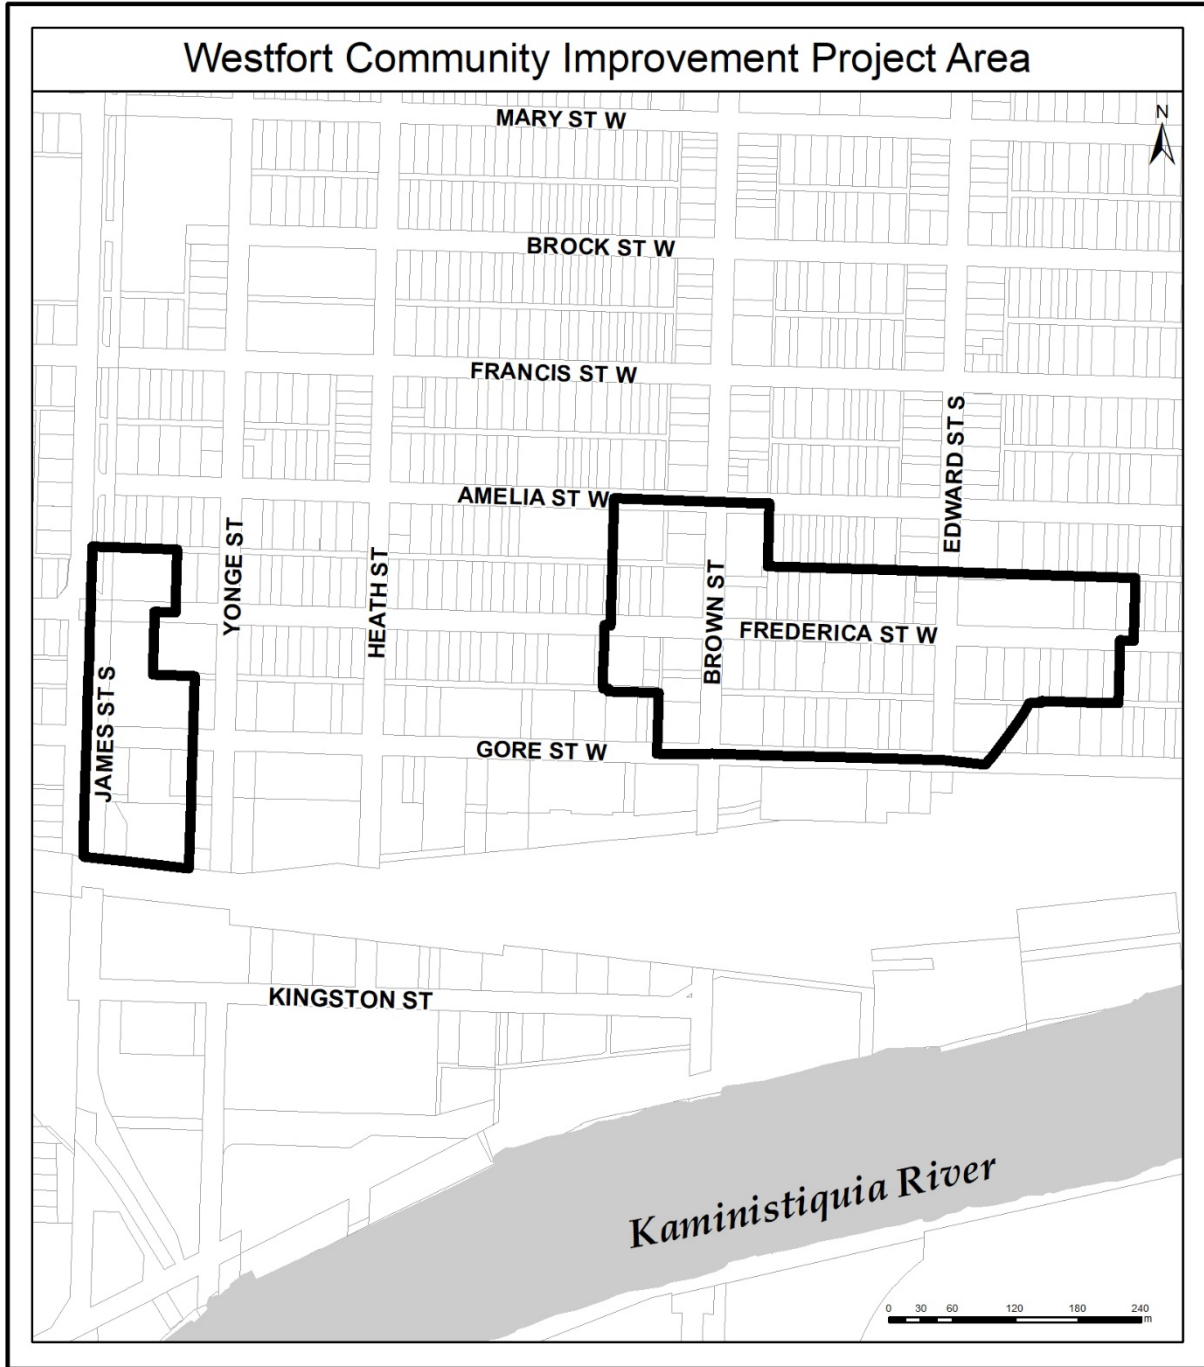 Westfort Community Improvement Project Area
MARY ST W
N
BROCK ST W
FRANCIS ST W
EDWARD ST S
AMELIA ST W
YONGE ST
HEATH ST
BROWN ST
FREDERICA ST W
JAMES ST S
GORE ST W
KINGSTON ST
Kaministiquia River
0 30 60 120 180 240
m